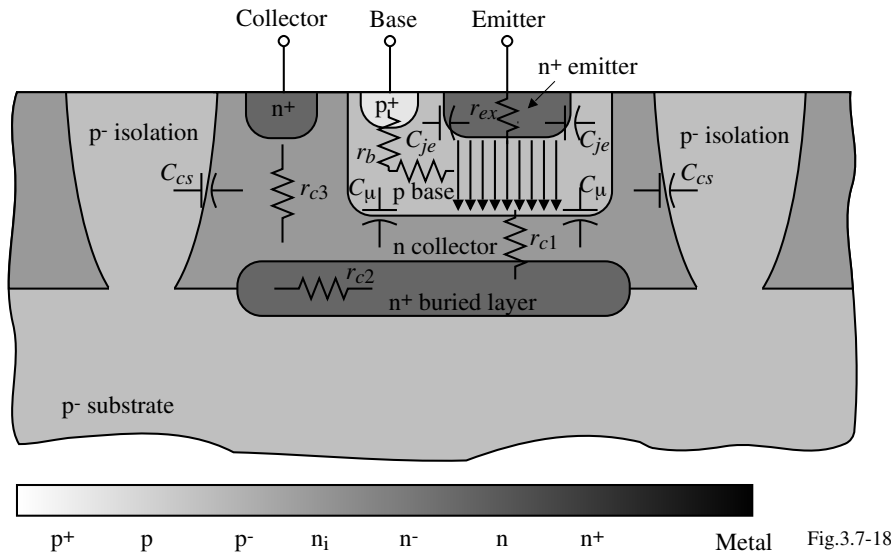 Collector
Base
Emitter
n+ emitter
n+
p+
rex
p- isolation
p- isolation
Cje
Cje
rb
Ccs
rc3
Cμ
p base
Cμ
Ccs
n collector
rc1
rc2
n+ buried layer
p- substrate
p+ p p- ni n- n n+ Metal
Fig.3.7-18